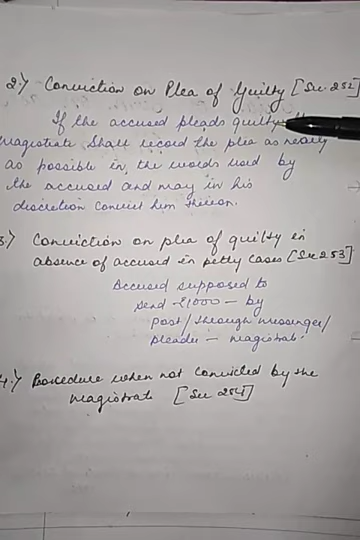 2.) Conviction on Plea of Guilty [Sec. 252]
If the accused pleads guilty
Magistrate shall record the plea as nearly
as possible in the words used by
the accused and may in his
discretion convict him thereon.
3.) Conviction on plea of guilty in
absence of accused in petty cases [Sec 253]
Accused supposed to
send ₹1000 - by
post/through messenger/
pleader - magistrate
4.) Procedure when not convicted by the
magistrate [Sec 254]